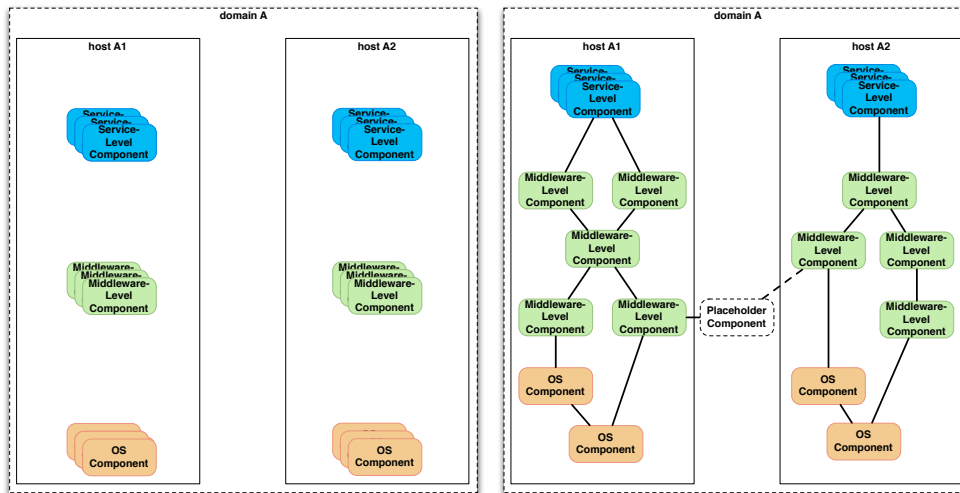 domain A
host A1
host A2
Service-
Service-
Service-
Level
Component
Service-
Service-
Service-
Level
Component
Middleware-
Middleware-
Middleware-
Level
Component
Middleware-
Middleware-
Middleware-
Level
Component
OS
Component
OS
OS
Component
domain A
host A1
host A2
Service-
Service-
Service-
Level
Component
Service-
Service-
Service-
Level
Component
Middleware-
Level
Component
Middleware-
Level
Component
Middleware-
Level
Component
Middleware-
Level
Component
Middleware-
Level
Component
Middleware-
Level
Component
Middleware-
Level
Component
Middleware-
Level
Component
Placeholder
Component
Middleware-
Level
Component
OS
Component
OS
Component
OS
Component
OS
Component